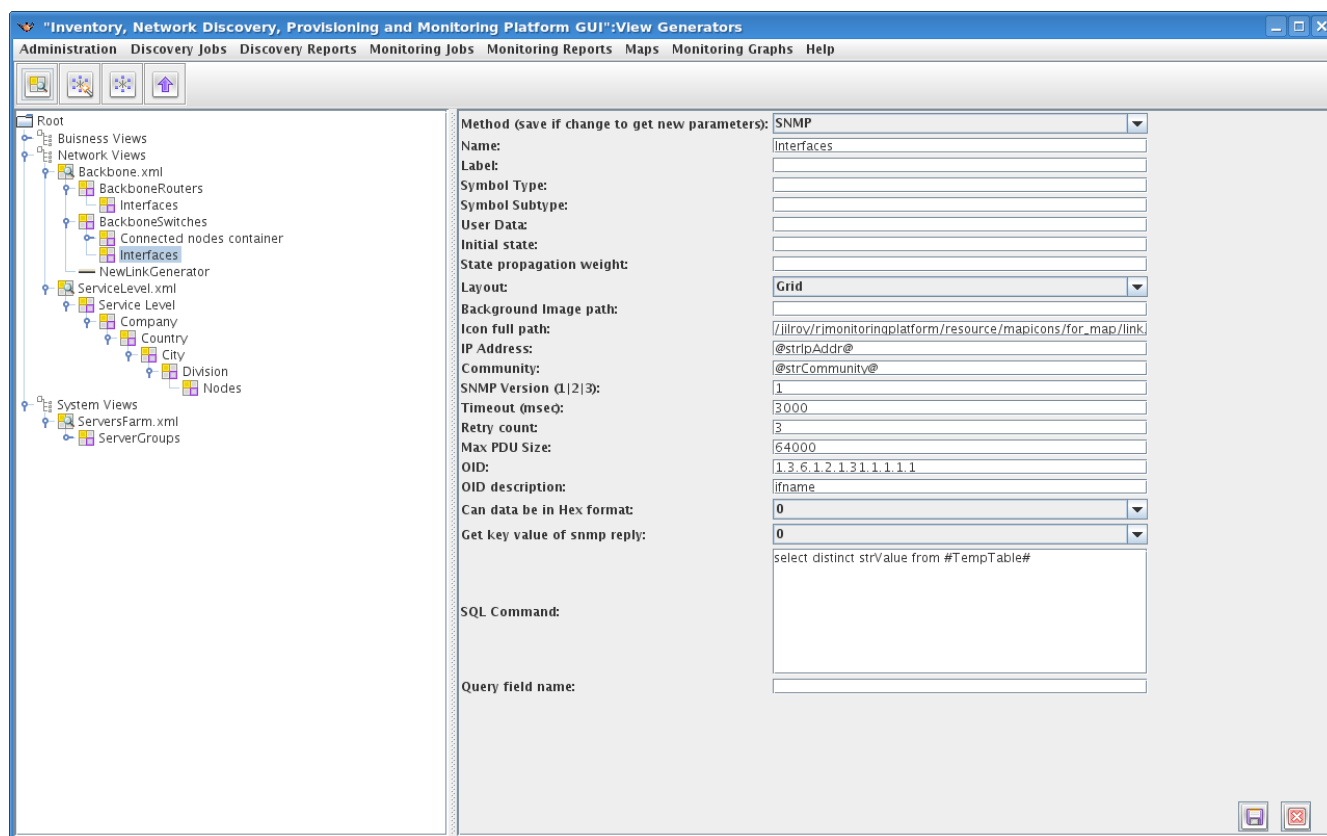 "Inventory, Network Discovery, Provisioning and Monitoring Platform GUI":View Generators
Administration Discovery Jobs Discovery Reports Monitoring Jobs Monitoring Reports Maps Monitoring Graphs Help
Root
Buisness Views
Network Views
Backbone.xml
BackboneRouters
Interfaces
BackboneSwitches
Connected nodes container
Interfaces
NewLinkGenerator
ServiceLevel.xml
Service Level
Company
Country
City
Division
Nodes
System Views
ServersFarm.xml
ServerGroups
Method (save if change to get new parameters): SNMP
Name: Interfaces
Label:
Symbol Type:
Symbol Subtype:
User Data:
Initial state:
State propagation weight:
Layout: Grid
Background Image path:
Icon full path: /jilroy/rjmonitoringplatform/resource/mapicons/for_map/link.
IP Address: @strIpAddr@
Community: @strCommunity@
SNMP Version (1|2|3): 1
Timeout (msec): 3000
Retry count: 3
Max PDU Size: 64000
OID: 1.3.6.1.2.1.31.1.1.1.1
OID description: ifname
Can data be in Hex format: 0
Get key value of snmp reply: 0
SQL Command: select distinct strValue from #TempTable#
Query field name: